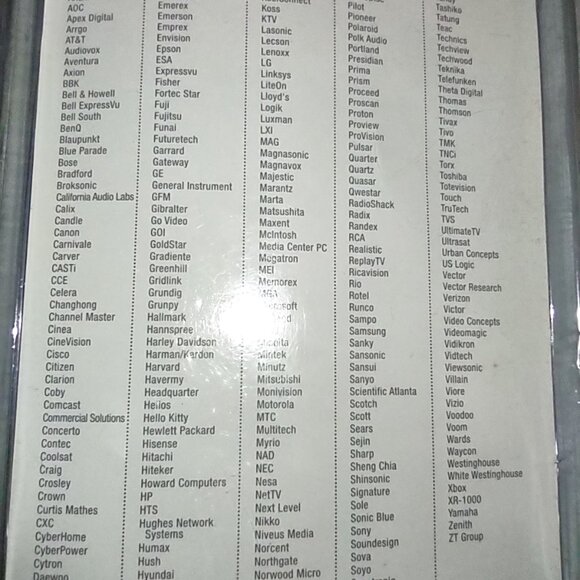 AOC
Apex Digital
Arrgo
AT&T
Audiovox
Aventura
Axion
BBK
Bell & Howell
Bell ExpressVu
Bell South
BenQ
Blaupunkt
Blue Parade
Bose
Bradford
Broksonic
California Audio Labs
Calix
Candle
Canon
Carnivale
Carver
CASTi
CCE
Celera
Changhong
Channel Master
Cinea
CineVision
Cisco
Citizen
Clarion
Coby
Comcast
Commercial Solutions
Concerto
Contec
Coolsat
Craig
Crosley
Crown
Curtis Mathes
CXC
CyberHome
CyberPower
Cytron
Daewoo
Emerex
Emerson
Emprex
Envision
Epson
ESA
Expressvu
Fisher
Fortec Star
Fuji
Fujitsu
Funai
Futuretech
Garrard
Gateway
GE
General Instrument
GFM
Gibralter
Go Video
GOI
GoldStar
Gradiente
Greenhill
Gridlink
Grundig
Grunpy
Hallmark
Hannspree
Harley Davidson
Harman/Kardon
Harvard
Havermy
Headquarter
Helios
Hello Kitty
Hewlett Packard
Hisense
Hitachi
Hiteker
Howard Computers
HP
HTS
Hughes Network
Systems
Humax
Hush
Hyundai
Koss
KTV
Lasonic
Lecson
Lenoxx
LG
Linksys
LiteOn
Lloyd's
Logik
Luxman
LXI
MAG
Magnasonic
Magnavox
Majestic
Marantz
Marta
Matsushita
Maxent
McIntosh
Media Center PC
Megatron
MEI
Memorex
MGA
Mintek
Minutz
Mitsubishi
Monivision
Motorola
MTC
Multitech
Myrio
NAD
NEC
Nesa
NetTV
Next Level
Nikko
Niveus Media
Norcent
Northgate
Norwood Micro
Pilot
Pioneer
Polaroid
Polk Audio
Portland
Presidian
Prima
Prism
Proceed
Proscan
Proton
Proview
ProVision
Pulsar
Quarter
Quartz
Quasar
Qwestar
RadioShack
Radix
Randex
RCA
Realistic
ReplayTV
Ricavision
Rio
Rotel
Runco
Sampo
Samsung
Sanky
Sansonic
Sansui
Sanyo
Scientific Atlanta
Scotch
Scott
Sears
Sejin
Sharp
Sheng Chia
Shinsonic
Signature
Sole
Sonic Blue
Sony
Soundesign
Sova
Soyo
Tashiko
Tatung
Teac
Technics
Techview
Techwood
Teknika
Telefunken
Theta Digital
Thomas
Thomson
Tivax
Tivo
TMK
TNCi
Torx
Toshiba
Totevision
Touch
TruTech
TVS
UltimateTV
Ultrasat
Urban Concepts
US Logic
Vector
Vector Research
Verizon
Victor
Video Concepts
Videomagic
Vidikron
Vidtech
Viewsonic
Villain
Viore
Vizio
Voodoo
Voom
Wards
Waycon
Westinghouse
White Westinghouse
Xbox
XR-1000
Yamaha
Zenith
ZT Group